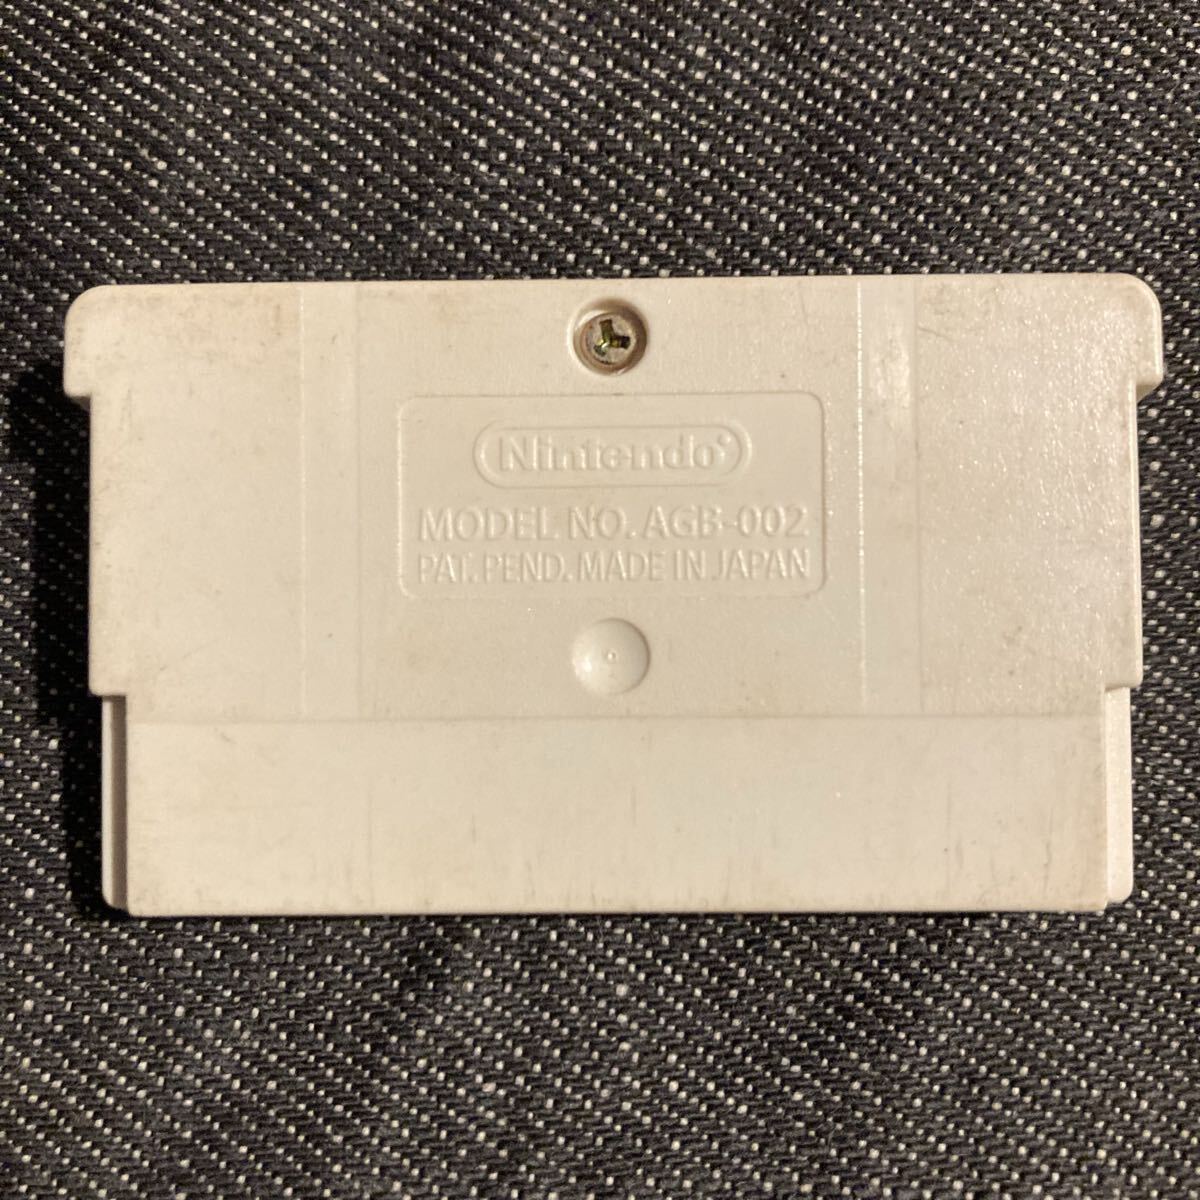 Nintendo
MODEL NO. AGB-002
PAT. PEND. MADE IN JAPAN